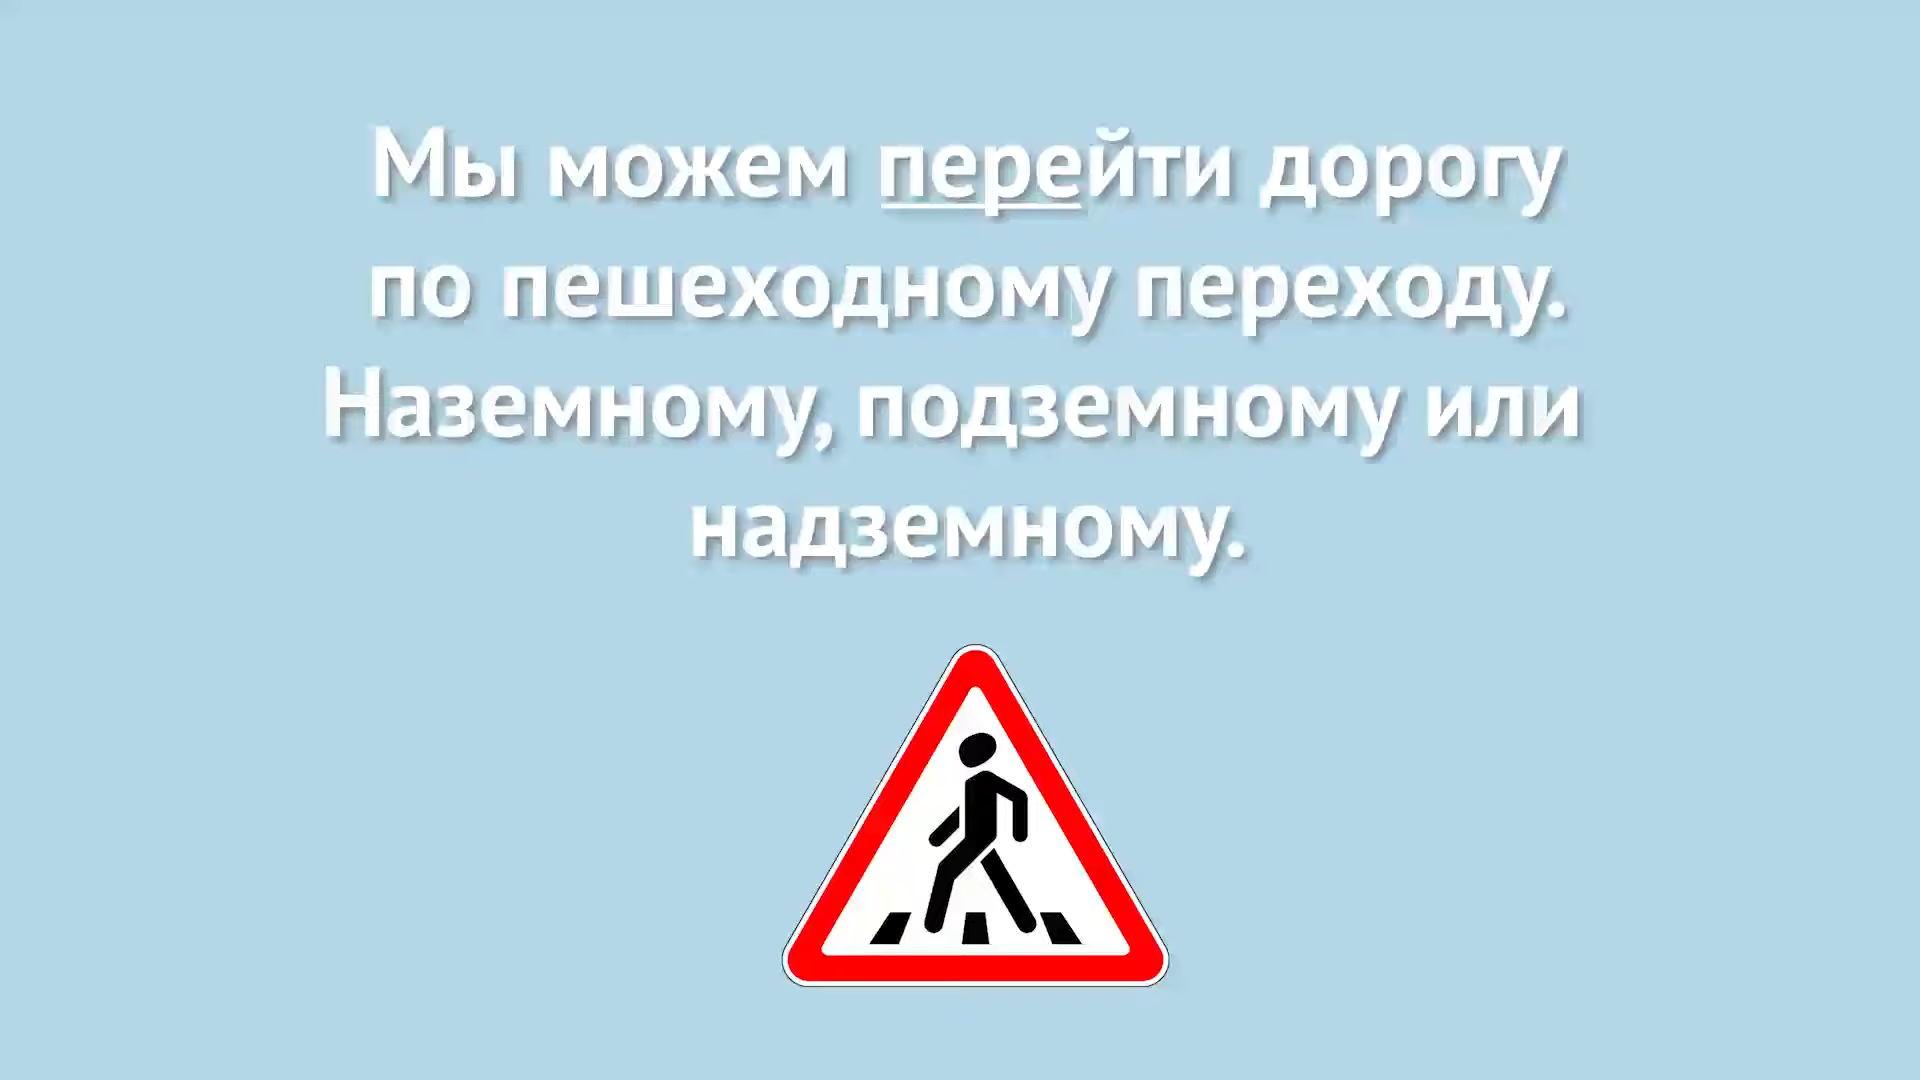 Мы можем перейти дорогу
по пешеходному переходу.
Наземному, подземному или
надземному.